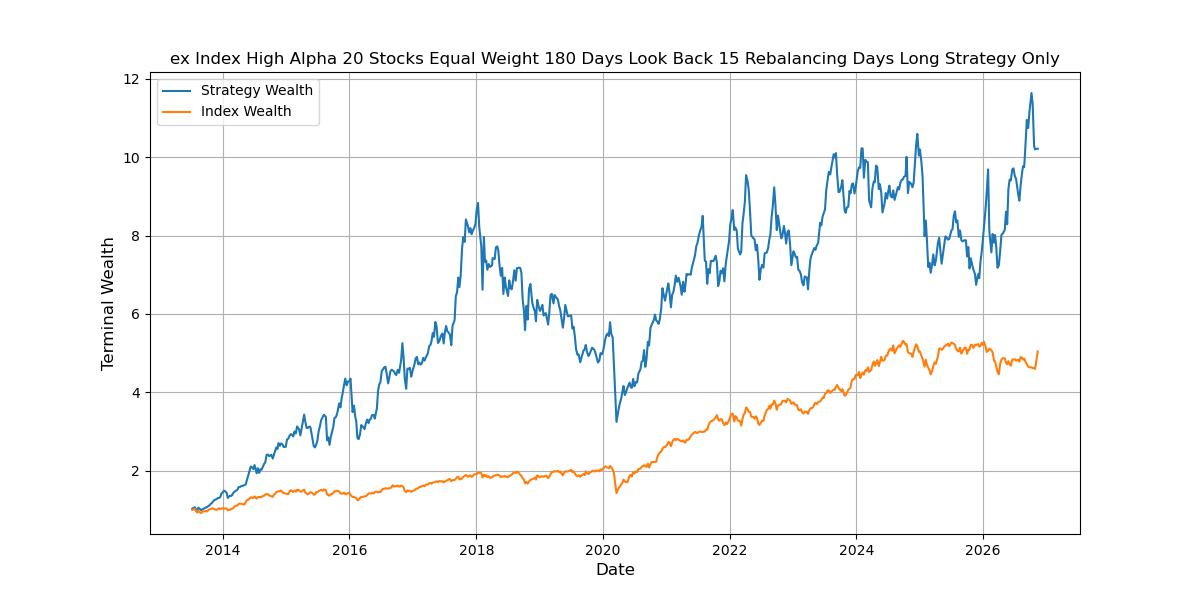 ex Index High Alpha 20 Stocks Equal Weight 180 Days Look Back 15 Rebalancing Days Long Strategy Only
Strategy Wealth
Index Wealth
Terminal Wealth
12
10
8
6
4
2
2014 2016 2018 2020 2022 2024 2026
Date